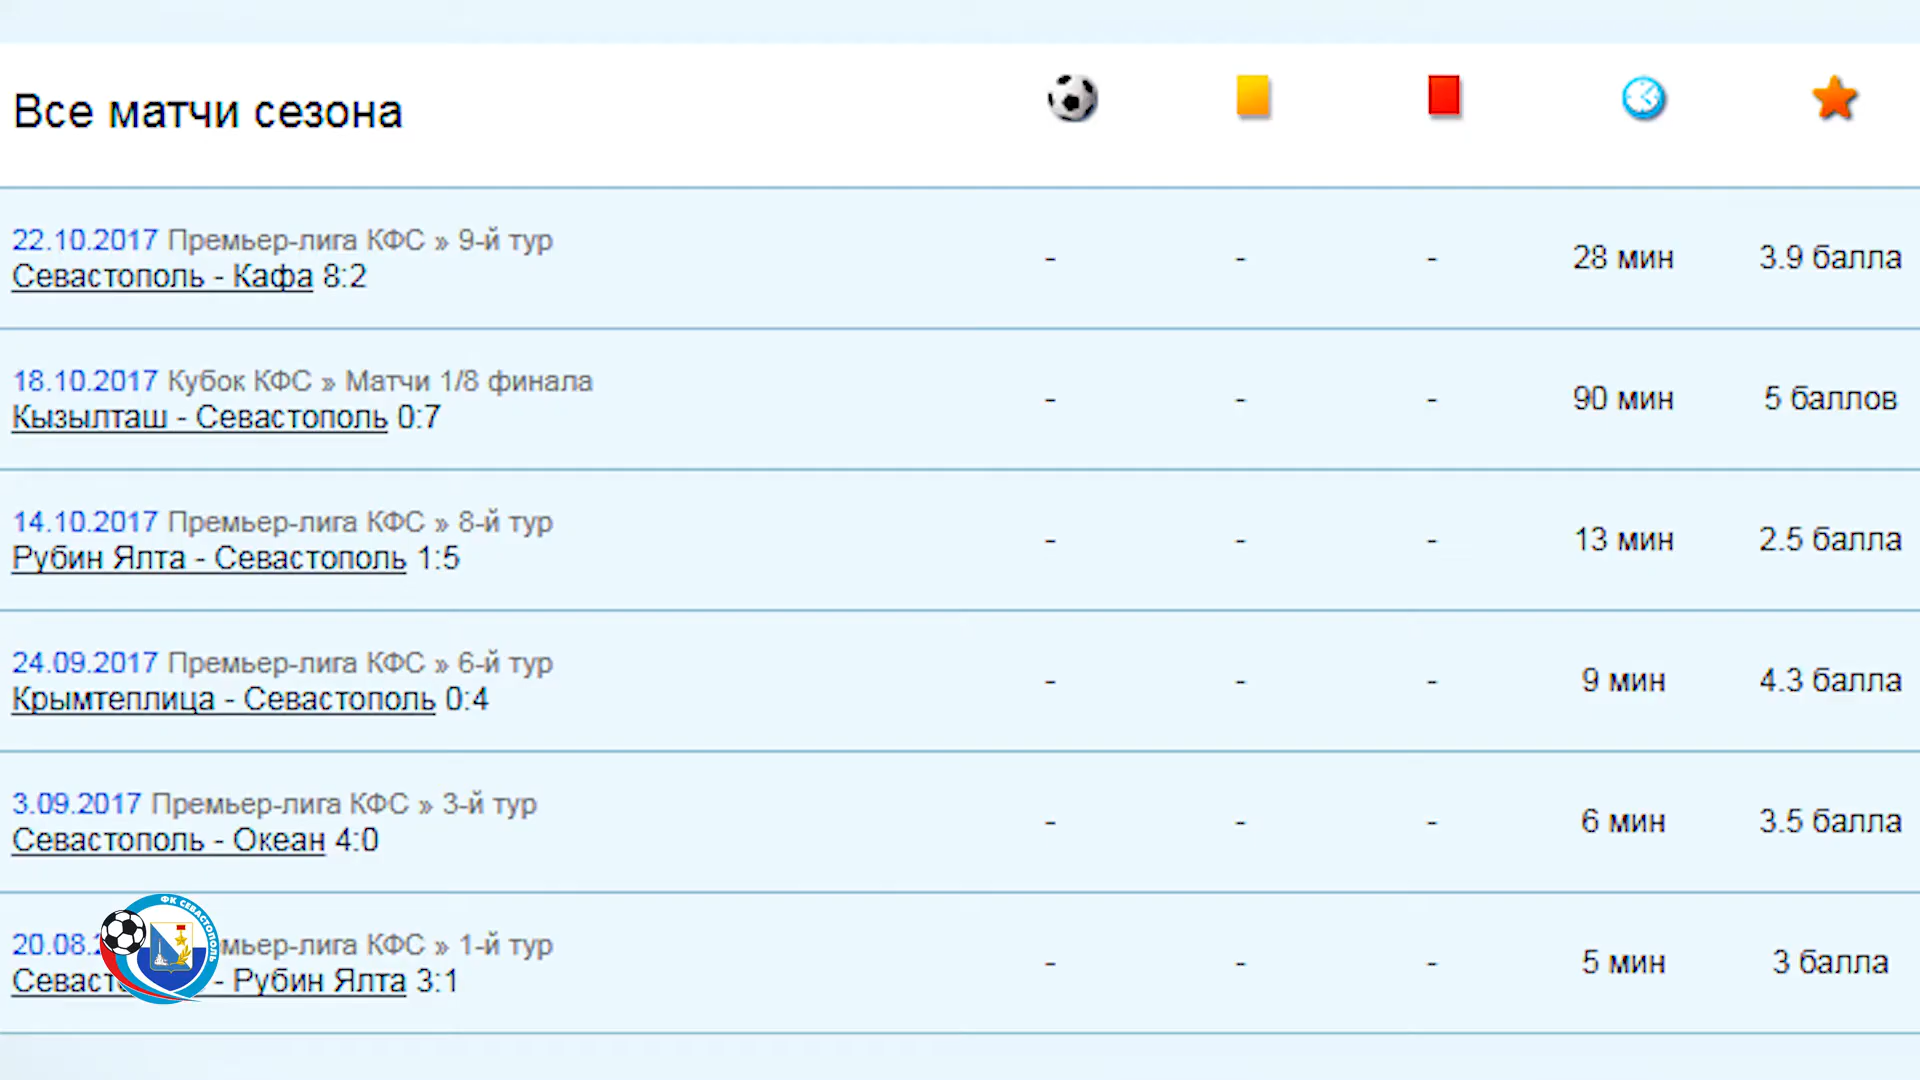 Все матчи сезона
22.10.2017 Премьер-лига КФС » 9-й тур
Севастополь - Кафа 8:2
- - - 28 мин 3.9 балла
18.10.2017 Кубок КФС » Матчи 1/8 финала
Кызылташ - Севастополь 0:7
- - - 90 мин 5 баллов
14.10.2017 Премьер-лига КФС » 8-й тур
Рубин Ялта - Севастополь 1:5
- - - 13 мин 2.5 балла
24.09.2017 Премьер-лига КФС » 6-й тур
Крымтеплица - Севастополь 0:4
- - - 9 мин 4.3 балла
3.09.2017 Премьер-лига КФС » 3-й тур
Севастополь - Океан 4:0
- - - 6 мин 3.5 балла
20.08. КФС » 1-й тур
- Рубин Ялта 3:1
- - - 5 мин 3 балла
ФК СЕВАСТОПОЛЬ